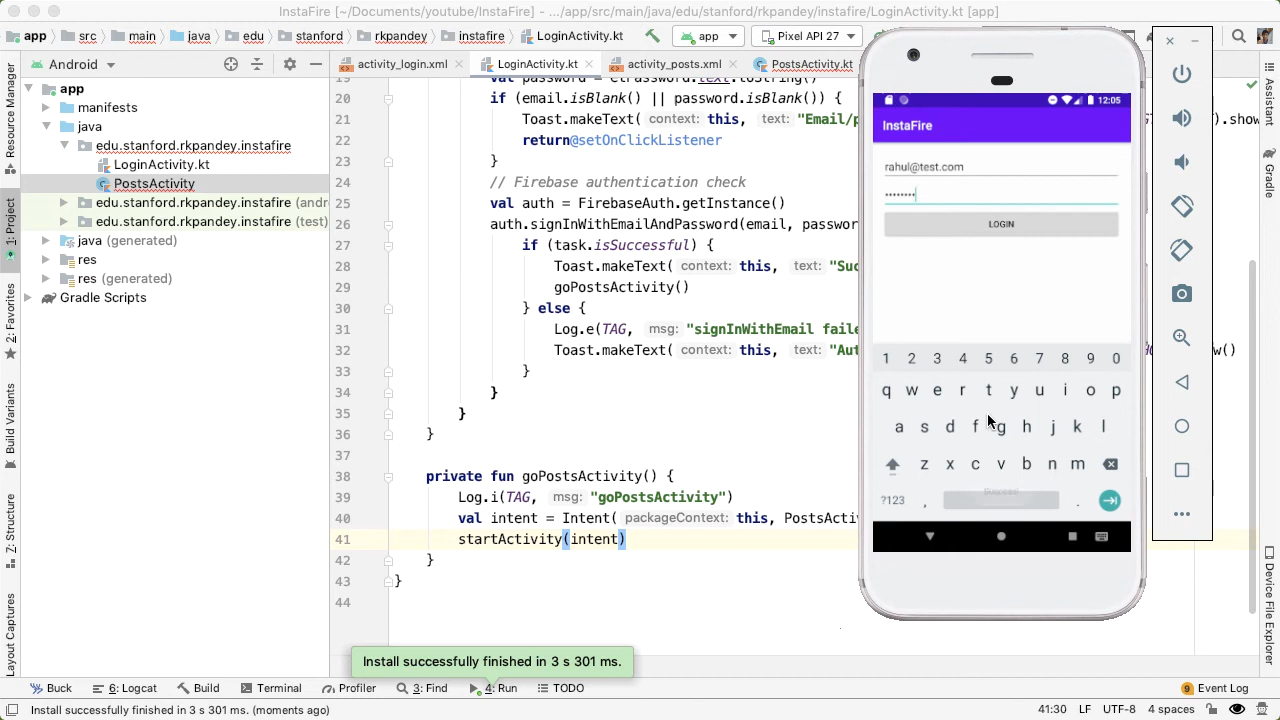 InstaFire [~/Documents/youtube/InstaFire] - .../app/src/main/java/edu/stanford/rkpandey/instafire/LoginActivity.kt [app]
app src main java edu stanford rkpandey instafire LoginActivity.kt app Pixel API 27
Android activity_login.xml LoginActivity.kt activity_posts.xml PostsActivity.kt
app
manifests
java
edu.stanford.rkpandey.instafire
LoginActivity.kt
PostsActivity
edu.stanford.rkpandey.instafire (andr
edu.stanford.rkpandey.instafire (test)
java (generated)
res
res (generated)
Gradle Scripts
Resource Manager
1: Project
2: Favorites
Build Variants
Z: Structure
Layout Captures
19 val password = etPassword.text.toString()
20 if (email.isBlank() || password.isBlank()) {
21 Toast.makeText( context: this, text: "Email/p ).show
22 return@setOnClickListener
23 }
24 // Firebase authentication check
25 val auth = FirebaseAuth.getInstance()
26 auth.signInWithEmailAndPassword(email, passwor
27 if (task.isSuccessful) {
28 Toast.makeText( context: this, text: "Suc
29 goPostsActivity()
30 } else {
31 Log.e(TAG, msg: "signInWithEmail faile
32 Toast.makeText( context: this, text: "Au w()
33 }
34 }
35 }
36 }
37
38 private fun goPostsActivity() {
39 Log.i(TAG, msg: "goPostsActivity")
40 val intent = Intent( packageContext: this, PostsActiv
41 startActivity(intent)
42 }
43 }
44
12:05
InstaFire
rahul@test.com
••••••••
LOGIN
1 2 3 4 5 6 7 8 9 0
q w e r t y u i o p
a s d f g h j k l
z x c v b n m
?123 , .
Assistant
Gradle
Device File Explorer
Install successfully finished in 3 s 301 ms.
Buck 6: Logcat Build Terminal Profiler 3: Find 4: Run TODO 9 Event Log
Install successfully finished in 3 s 301 ms. (moments ago) 41:30 LF UTF-8 4 spaces